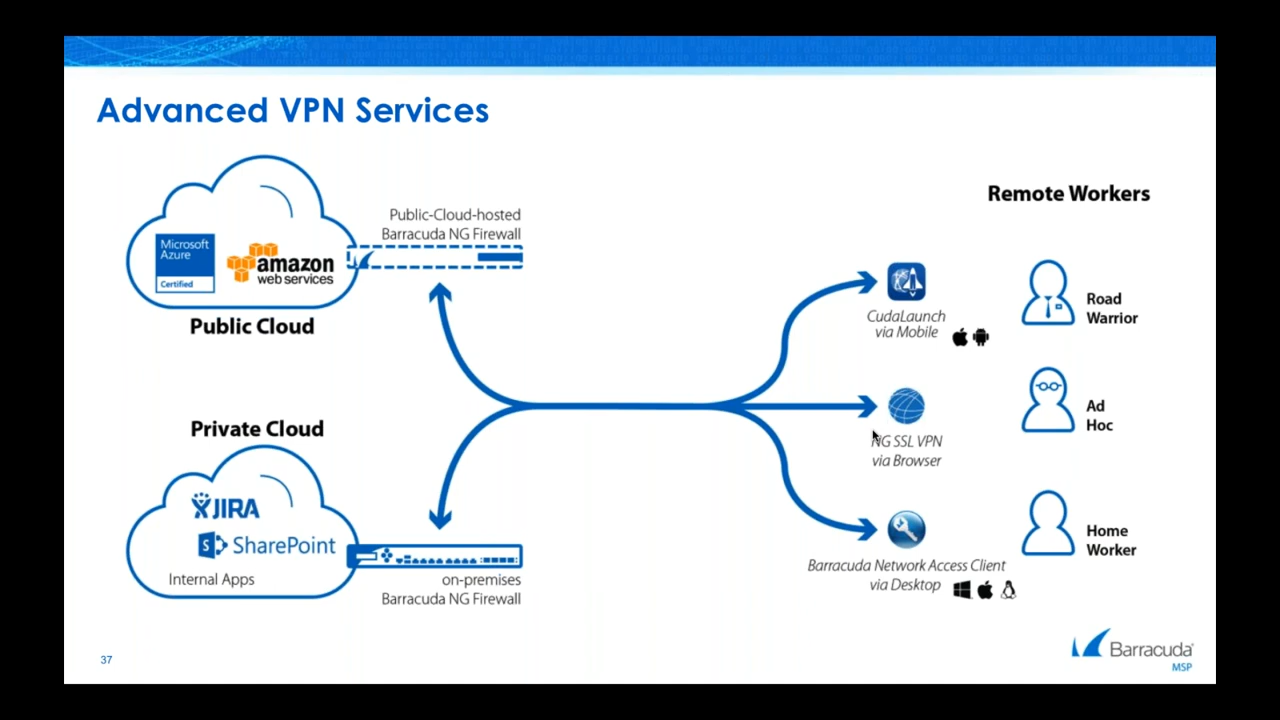 Advanced VPN Services
Public-Cloud-hosted
Barracuda NG Firewall
Microsoft
Azure
Certified
amazon
web services
Public Cloud
Private Cloud
JIRA
S
SharePoint
Internal Apps
on-premises
Barracuda NG Firewall
Remote Workers
CudaLaunch
via Mobile
Road
Warrior
NG SSL VPN
via Browser
Ad
Hoc
Barracuda Network Access Client
via Desktop
Home
Worker
37
Barracuda
MSP